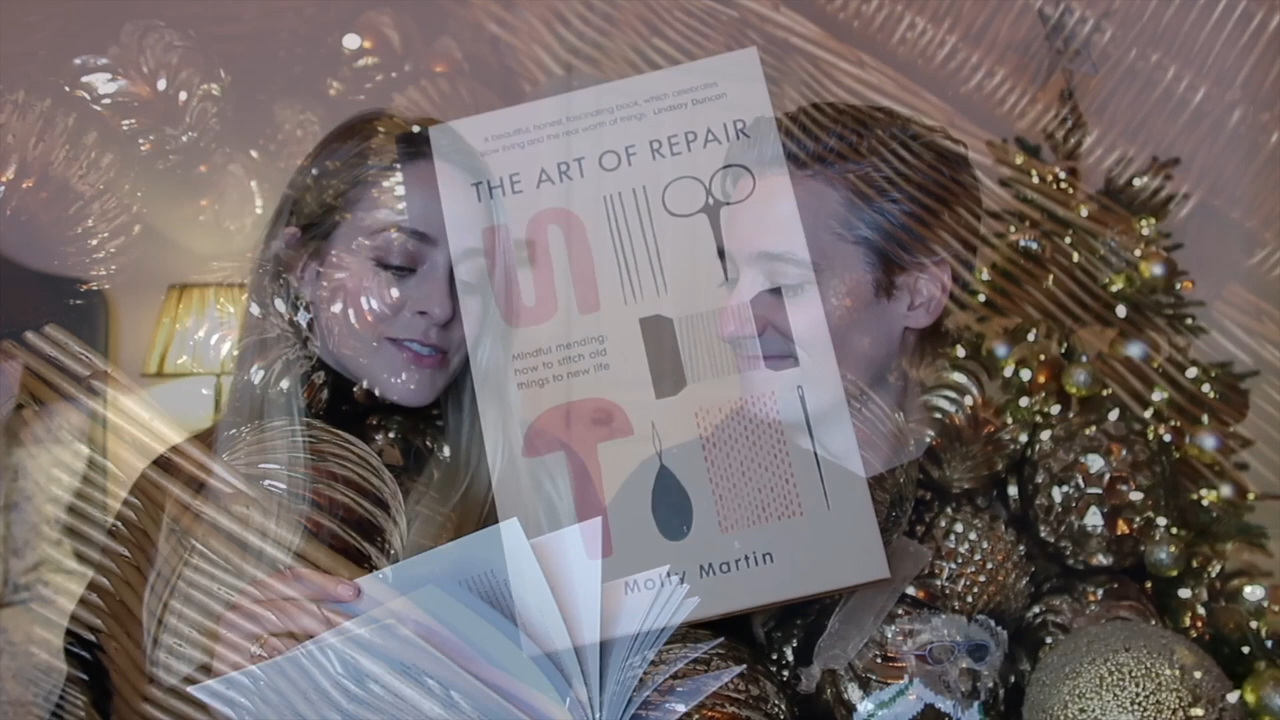 A beautiful, honest, fascinating book, which celebrates
slow living and the real worth of things. Lindsay Duncan
THE ART OF REPAIR
Mindful mending:
how to stitch old
things to new life
Molly Martin